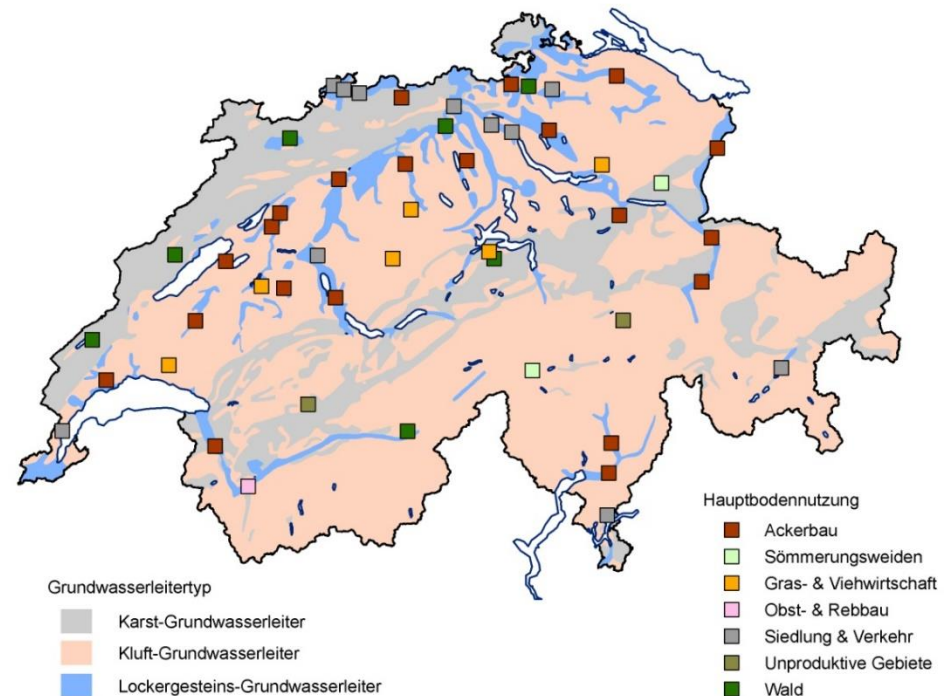 Grundwasserleitertyp
Karst-Grundwasserleiter
Kluft-Grundwasserleiter
Lockergesteins-Grundwasserleiter
Hauptbodennutzung
Ackerbau
Sömmerungsweiden
Gras- & Viehwirtschaft
Obst- & Rebbau
Siedlung & Verkehr
Unproduktive Gebiete
Wald